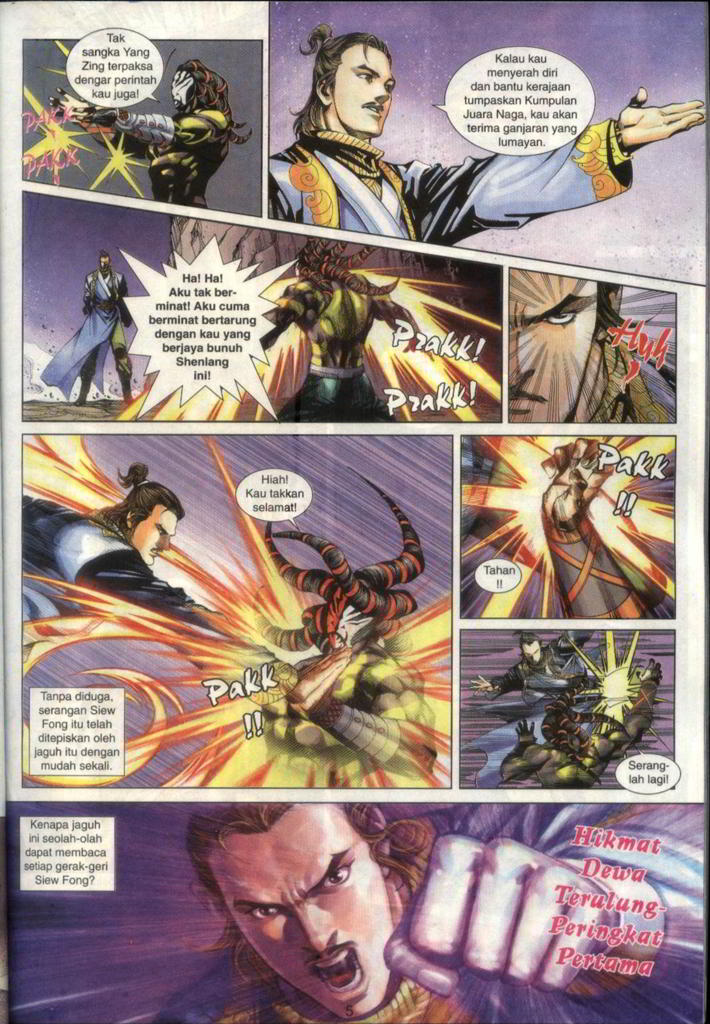 Tak
sangka Yang
Zing terpaksa
dengar perintah
kau juga!
PAKK
PAKK
!
Kalau kau
menyerah diri
dan bantu kerajaan
tumpaskan Kumpulan
Juara Naga, kau akan
terima ganjaran yang
lumayan.
Ha! Ha!
Aku tak ber-
minat! Aku cuma
berminat bertarung
dengan kau yang
berjaya bunuh
Shenlang
ini!
Prakk!
Prakk!
Huh
!
Hiah!
Kau takkan
selamat!
Pakk
!!
Tanpa diduga,
serangan Siew
Fong itu telah
ditepiskan oleh
jaguh itu dengan
mudah sekali.
Pakk
!!
Tahan
!!
Serang-
lah lagi!
Kenapa jaguh
ini seolah-olah
dapat membaca
setiap gerak-geri
Siew Fong?
Hikmat
Dewa
Terulung-
Peringkat
Pertama
5